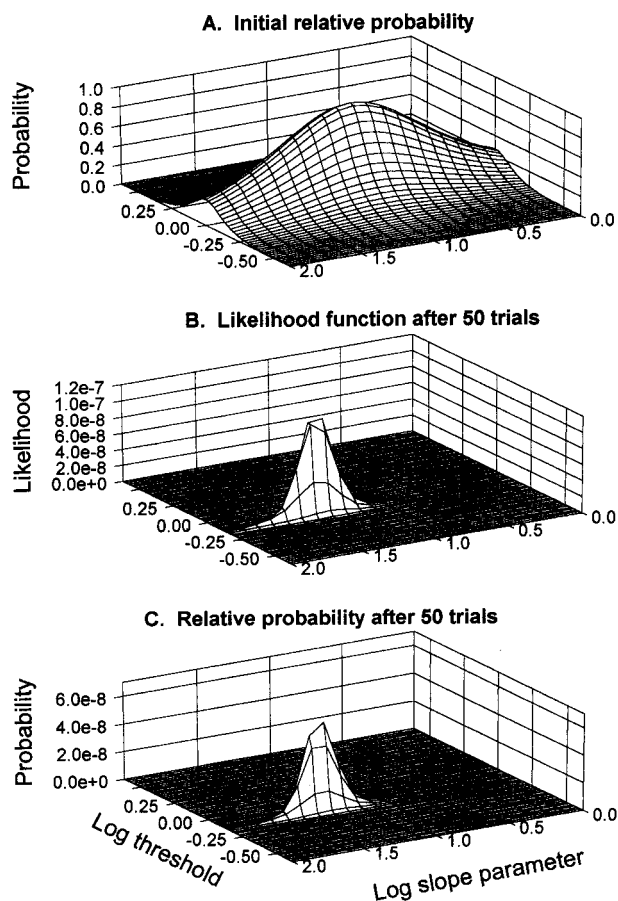 A. Initial relative probability
Probability
1.0
0.8
0.6
0.4
0.2
0.0
0.25
0.00
-0.25
-0.50
2.0
1.5
1.0
0.5
0.0
B. Likelihood function after 50 trials
Likelihood
1.2e-7
1.0e-7
8.0e-8
6.0e-8
4.0e-8
2.0e-8
0.0e+0
0.25
0.00
-0.25
-0.50
2.0
1.5
1.0
0.5
0.0
C. Relative probability after 50 trials
Probability
6.0e-8
4.0e-8
2.0e-8
0.0e+0
0.25
0.00
-0.25
-0.50
2.0
1.5
1.0
0.5
0.0
Log threshold
Log slope parameter